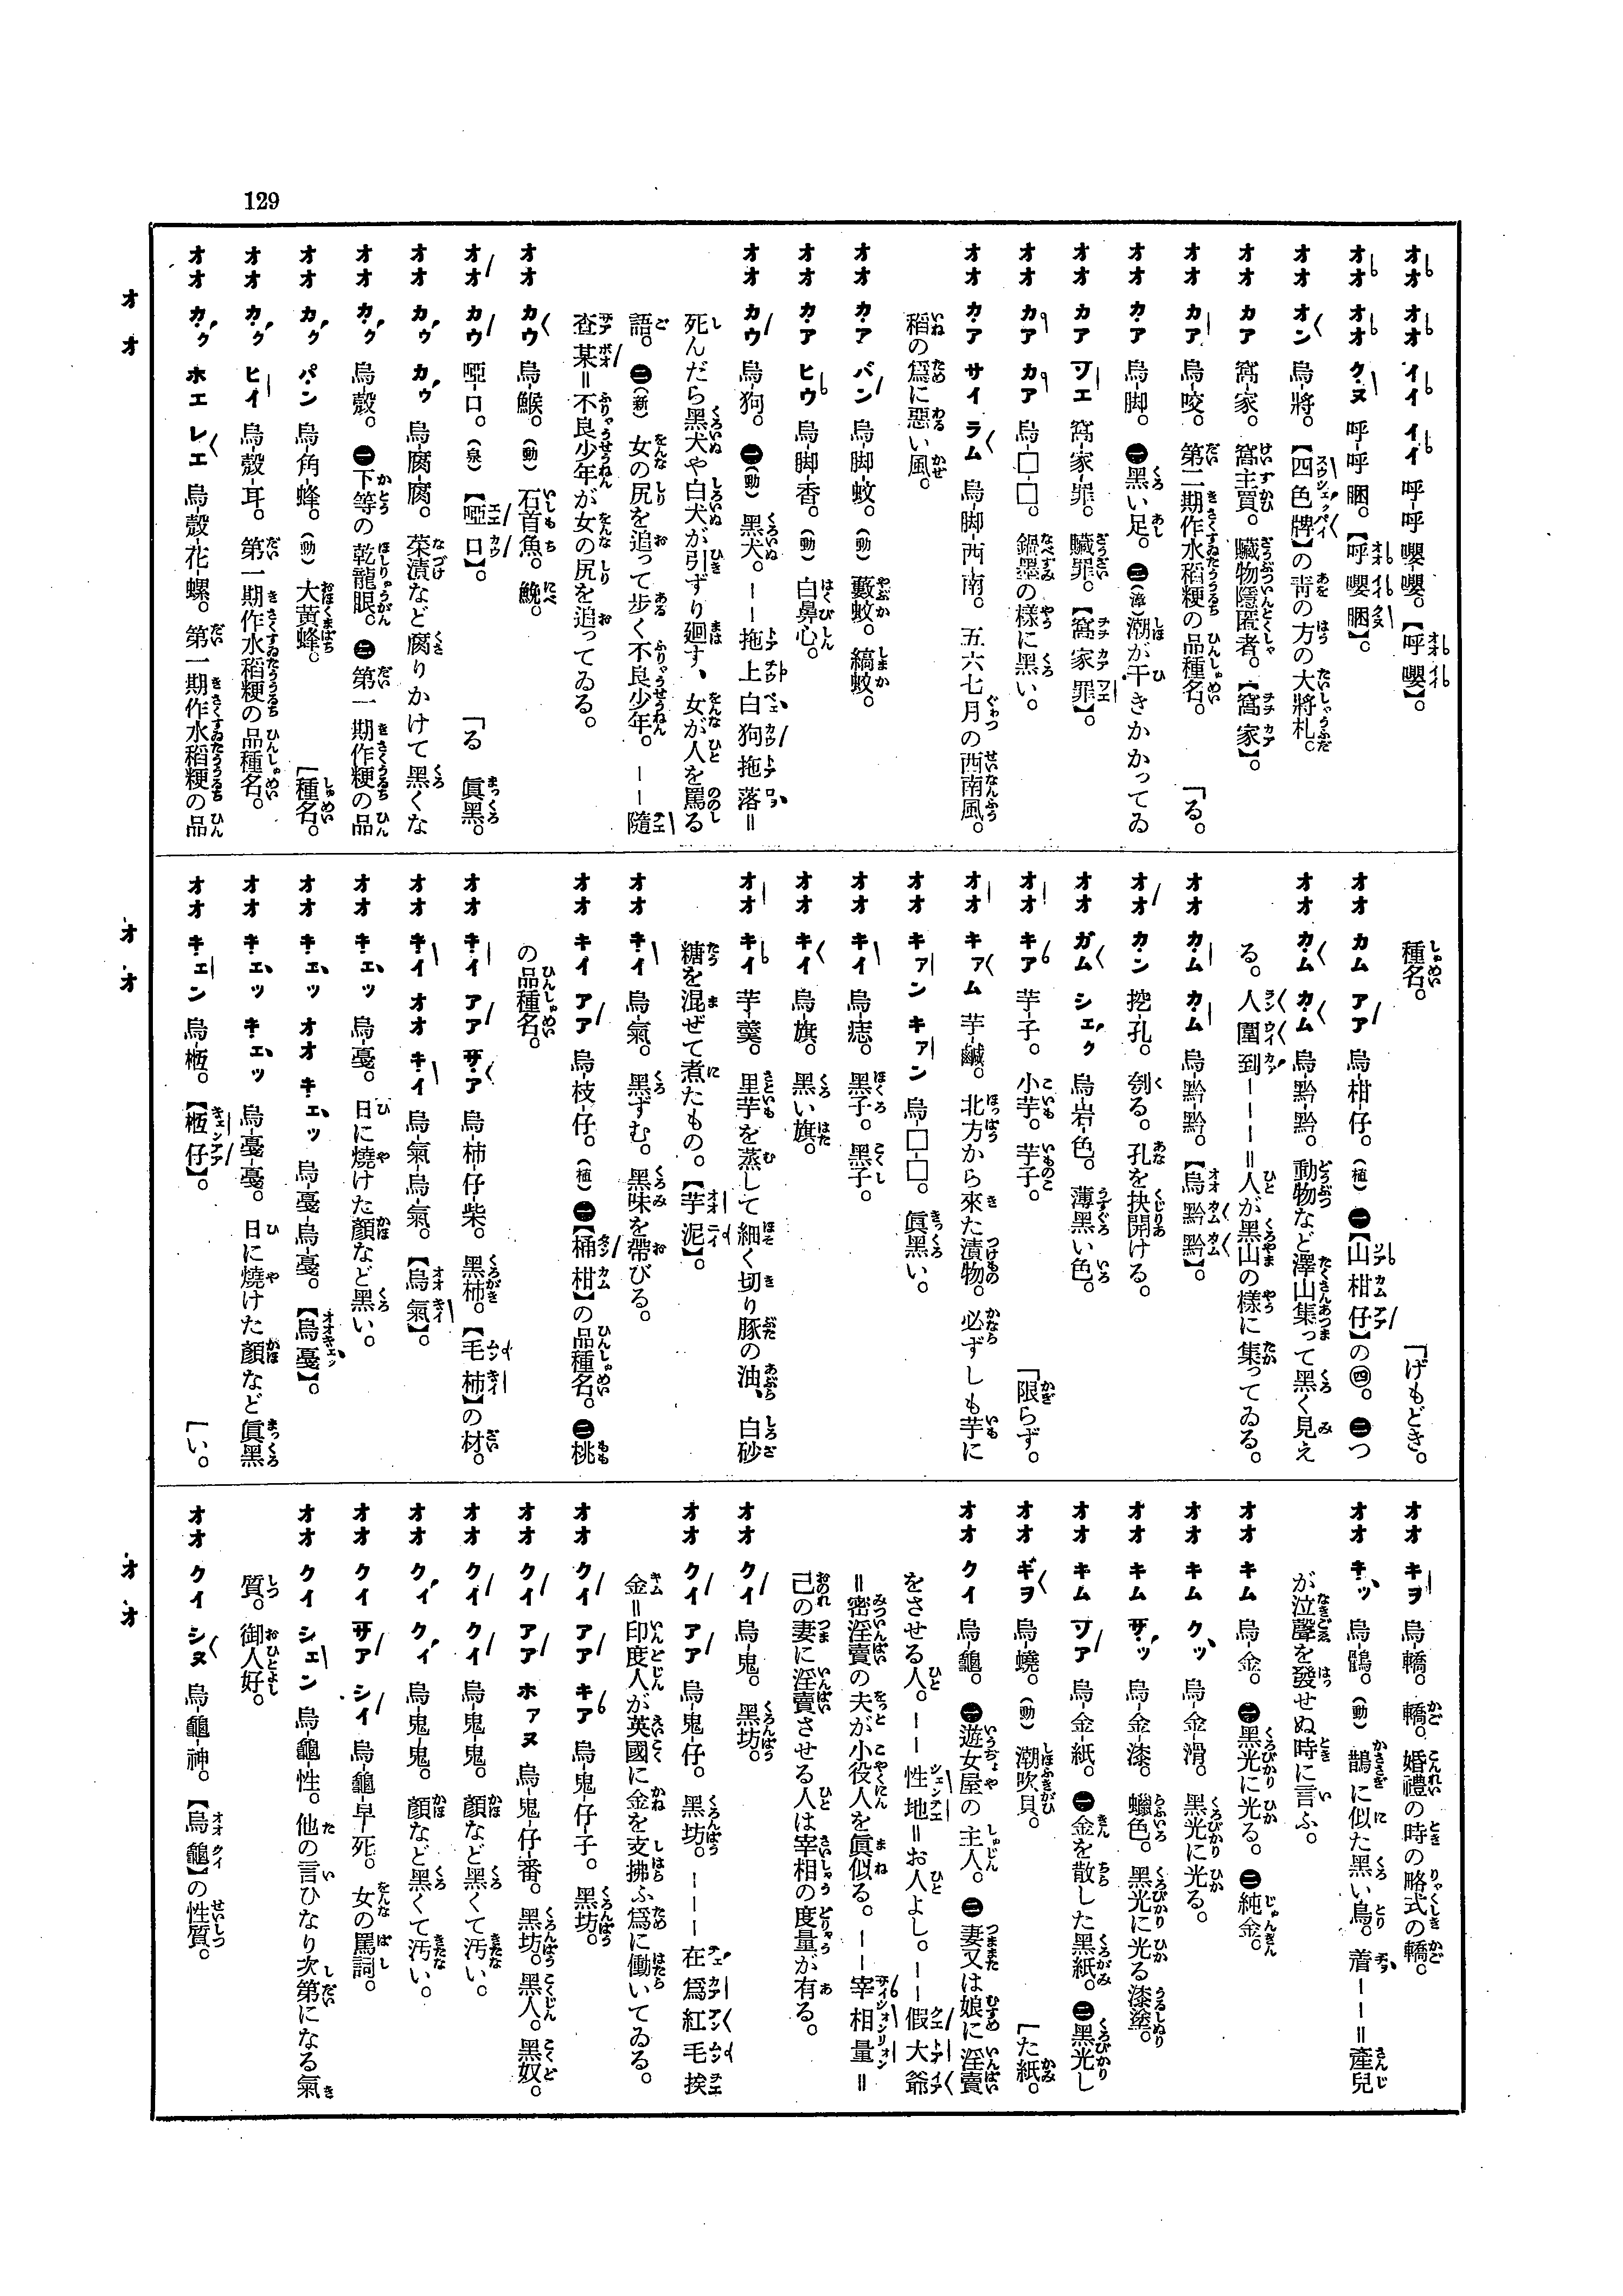 129
オオ オオ イイ イイ 呼-呼-嚶-嚶。【呼嚶】。
オオ オオ クヌ 呼-呼-睏。【呼嚶睏】。
オオ オン 烏-將。【四色牌】の靑の方の大將札。
オオ カア 窩-家。窩主買。贓物隱匿者。【窩家】。
オオ カア 烏-咬。第二期作水稻粳の品種名。「る。
オオ カア 烏-脚。㊀黑い足。㊁(漳)潮が干きかかってゐ
オオ カア ツエ 窩-家-罪。贓罪。【窩家罪】。
オオ カア カア 烏-□-□。鍋墨の樣に黑い。
オオ カア サイ ラム 烏-脚-西-南。五六七月の西南風。
稻の爲に惡い風。
オオ カア バン 烏-脚-蚊。(動)藪蚊。縞蚊。
オオ カア ヒウ 烏-脚-香。(動)白鼻心。
オオ カウ 烏-狗。㊀(動)黑犬。――拖上白狗拖落=
死んだら黑犬や白犬が引ずり廻す、女が人を罵る
語。㊁(新)女の尻を追って步く不良少年。――隨
查某=不良少年が女の尻を追ってゐる。
オオ カウ 烏-鯸。(動)石首魚。鮸。
オオ カウ 啞-口。(泉)【啞口】。「る 眞黑。
オオ カウ カウ 烏-腐-腐。菜漬など腐りかけて黑くな
オオ カク 烏-殼。㊀下等の乾龍眼。㊁第一期作粳の品
オオ カク パン 烏-角-蜂。(動)大黃蜂。「種名。
オオ カク ヒイ 烏-殼-耳。第一期作水稻粳の品種名。
オオ カク ホエ レエ 烏-殼-花-螺。第一期作水稻粳の品
オオ
種名。「げもどき。
オオ カム アア 烏-柑-仔。(植)㊀【山柑仔】の㊃。㊁つ
オオ カム カム 烏-黔-黔。動物など澤山集って黑く見え
る。人圍到―――=人が黑山の樣に集ってゐる。
オオ カム カム 烏-黔-黔。【烏黔黔】。
オオ カン 挖-孔。刳る。孔を抉開ける。
オオ ガム シェク 烏-岩-色。薄黑い色。
オオ キア 芋-子。小芋。芋子。「限らず。
オオ キァム 芋-鹹。北方から來た漬物。必ずしも芋に
オオ キァン キァン 烏-□-□。眞黑い。
オオ キイ 烏-痣。黑子。黑子。
オオ キイ 烏-旗。黑い旗。
オオ キイ 芋-羹。里芋を蒸して細く切り豚の油、白砂
糖を混ぜて煮たもの。【芋泥】。
オオ キイ 烏-氣。黑ずむ。黑味を帶びる。
オオ キイ アア 烏-枝-仔。(植)㊀【桶柑】の品種名。㊁桃
の品種名。
オオ キイ アア ザア 烏-柿-仔-柴。黑柿。【毛柿】の材。
オオ キイ オオ キイ 烏-氣-烏-氣。【烏氣】。
オオ キェッ 烏-戞。日に燒けた顏など黑い。
オオ キェッ オオ キェッ 烏-戞-烏-戞。【烏戞】。
オオ キェッ キェッ 烏-戞-戞。日に燒けた顏など眞黑
オオ キェン 烏-㮔。【㮔仔】。「い。
オオ
オオ キヲ 烏-轎。轎。婚禮の時の略式の轎。
オオ キッ 烏-鶺。(動)鵲に似た黑い鳥。着――=產兒
が泣聲を發せぬ時に言ふ。
オオ キム 烏-金。㊀黑光に光る。㊁純金。
オオ キム クッ 烏-金-滑。黑光に光る。
オオ キム ザッ 烏-金-漆。蠟色。黑光に光る漆塗。
オオ キム ツア 烏-金-紙。㊀金を散した黑紙。㊁黑光し
オオ ギヲ 烏-蟯。(動)潮吹貝。「た紙。
オオ クイ 烏-龜。㊀遊女屋の主人。㊁妻又は娘に淫賣
をさせる人。――性地=お人よし。――假大爺
=密淫賣の夫が小役人を眞似る。――宰相量=
己の妻に淫賣させる人は宰相の度量が有る。
オオ クイ 烏-鬼。黑坊。
オオ クイ アア 烏-鬼-仔。黑坊。―――在爲紅毛挨
金=印度人が英國に金を支拂ふ爲に働いてゐる。
オオ クイ アア キア 烏-鬼-仔-子。黑坊。
オオ クイ アア ホァヌ 烏-鬼-仔-番。黑坊。黑人。黑奴。
オオ クイ クイ 烏-鬼-鬼。顏など黑くて汚い。
オオ クイ クイ 烏-鬼-鬼。顏など黑くて汚い。
オオ クイ ザア シイ 烏-龜-早-死。女の罵詞。
オオ クイ シェン 烏-龜-性。他の言ひなり次第になる氣
質。御人好。
オオ クイ シヌ 烏-龜-神。【烏龜】の性質。
オオ